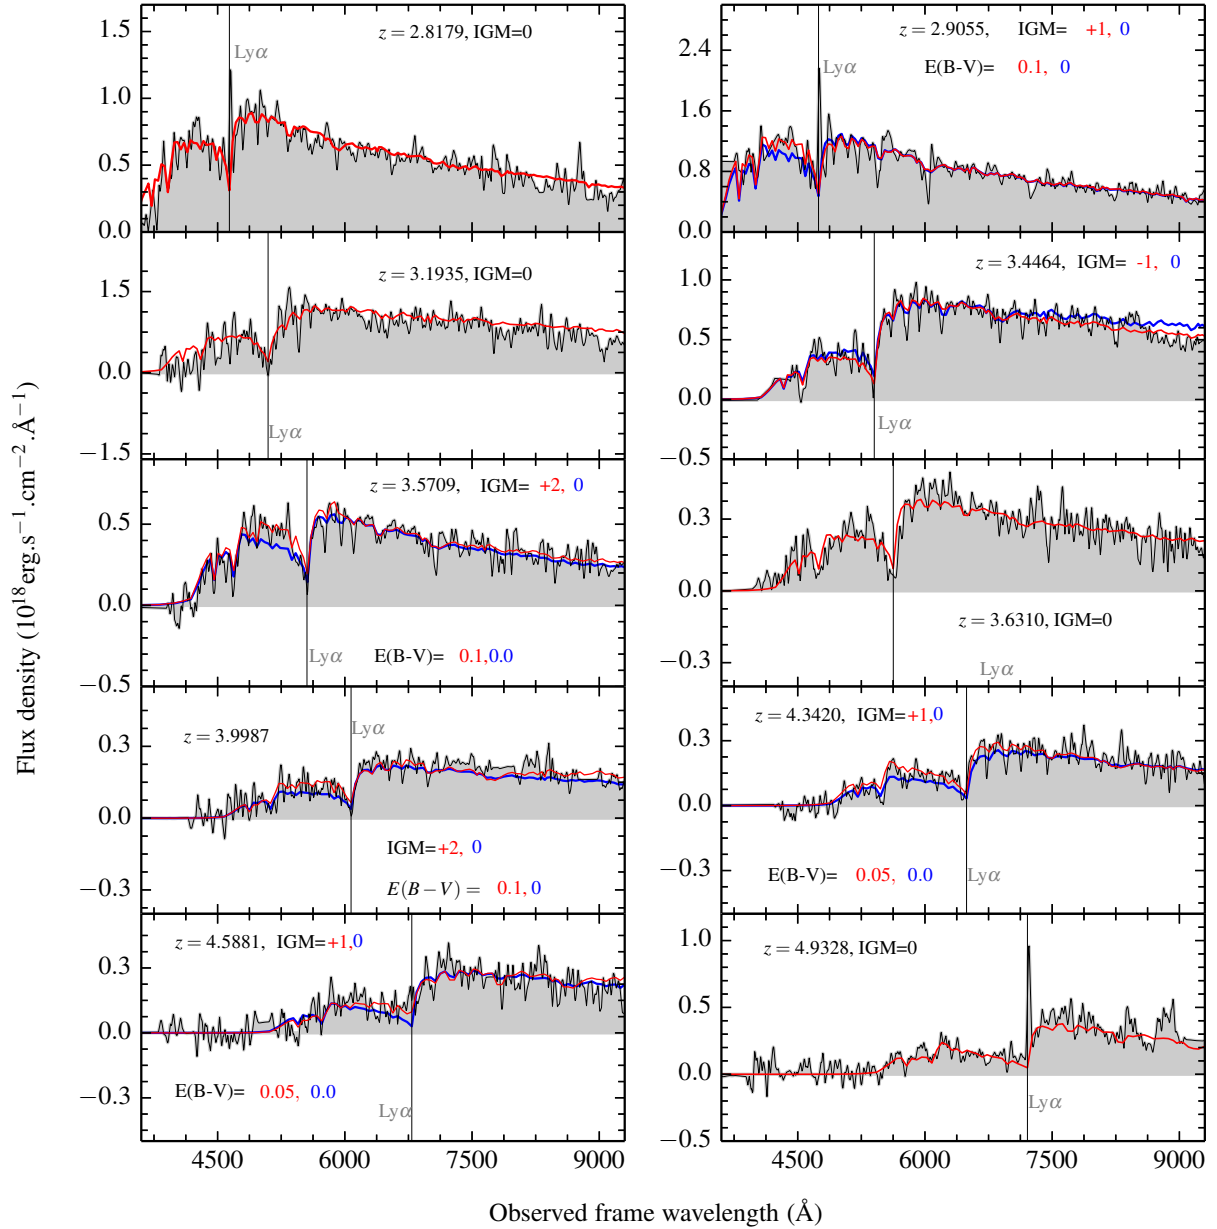 Flux density (10¹⁸erg.s⁻¹.cm⁻².Å⁻¹)
z = 2.8179, IGM=0
Lyα
1.5
1.0
0.5
0.0
z = 2.9055, IGM= +1, 0
E(B-V)= 0.1, 0
Lyα
2.4
1.6
0.8
0.0
z = 3.1935, IGM=0
Lyα
1.5
0.0
−1.5
z = 3.4464, IGM= -1, 0
Lyα
1.0
0.5
0.0
−0.5
z = 3.5709, IGM= +2, 0
Lyα
E(B-V)= 0.1,0.0
0.5
0.0
−0.5
z = 3.6310, IGM=0
Lyα
0.3
0.0
−0.3
z = 3.9987
Lyα
IGM=+2, 0
E(B−V) = 0.1, 0
0.3
0.0
−0.3
z = 4.3420, IGM=+1,0
E(B-V)= 0.05, 0.0
Lyα
0.3
0.0
−0.3
z = 4.5881, IGM=+1,0
E(B-V)= 0.05, 0.0
Lyα
0.3
0.0
−0.3
4500 6000 7500 9000
z = 4.9328, IGM=0
Lyα
1.0
0.5
0.0
−0.5
4500 6000 7500 9000
Observed frame wavelength (Å)